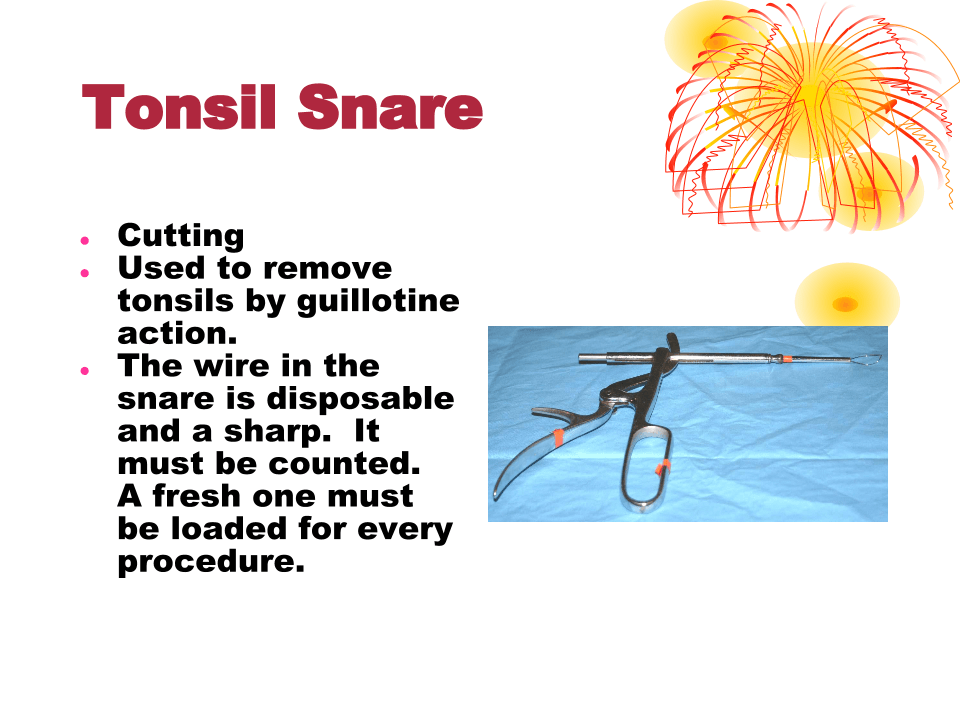 Tonsil Snare
Cutting
Used to remove
tonsils by guillotine
action.
The wire in the
snare is disposable
and a sharp.  It
must be counted.
A fresh one must
be loaded for every
procedure.